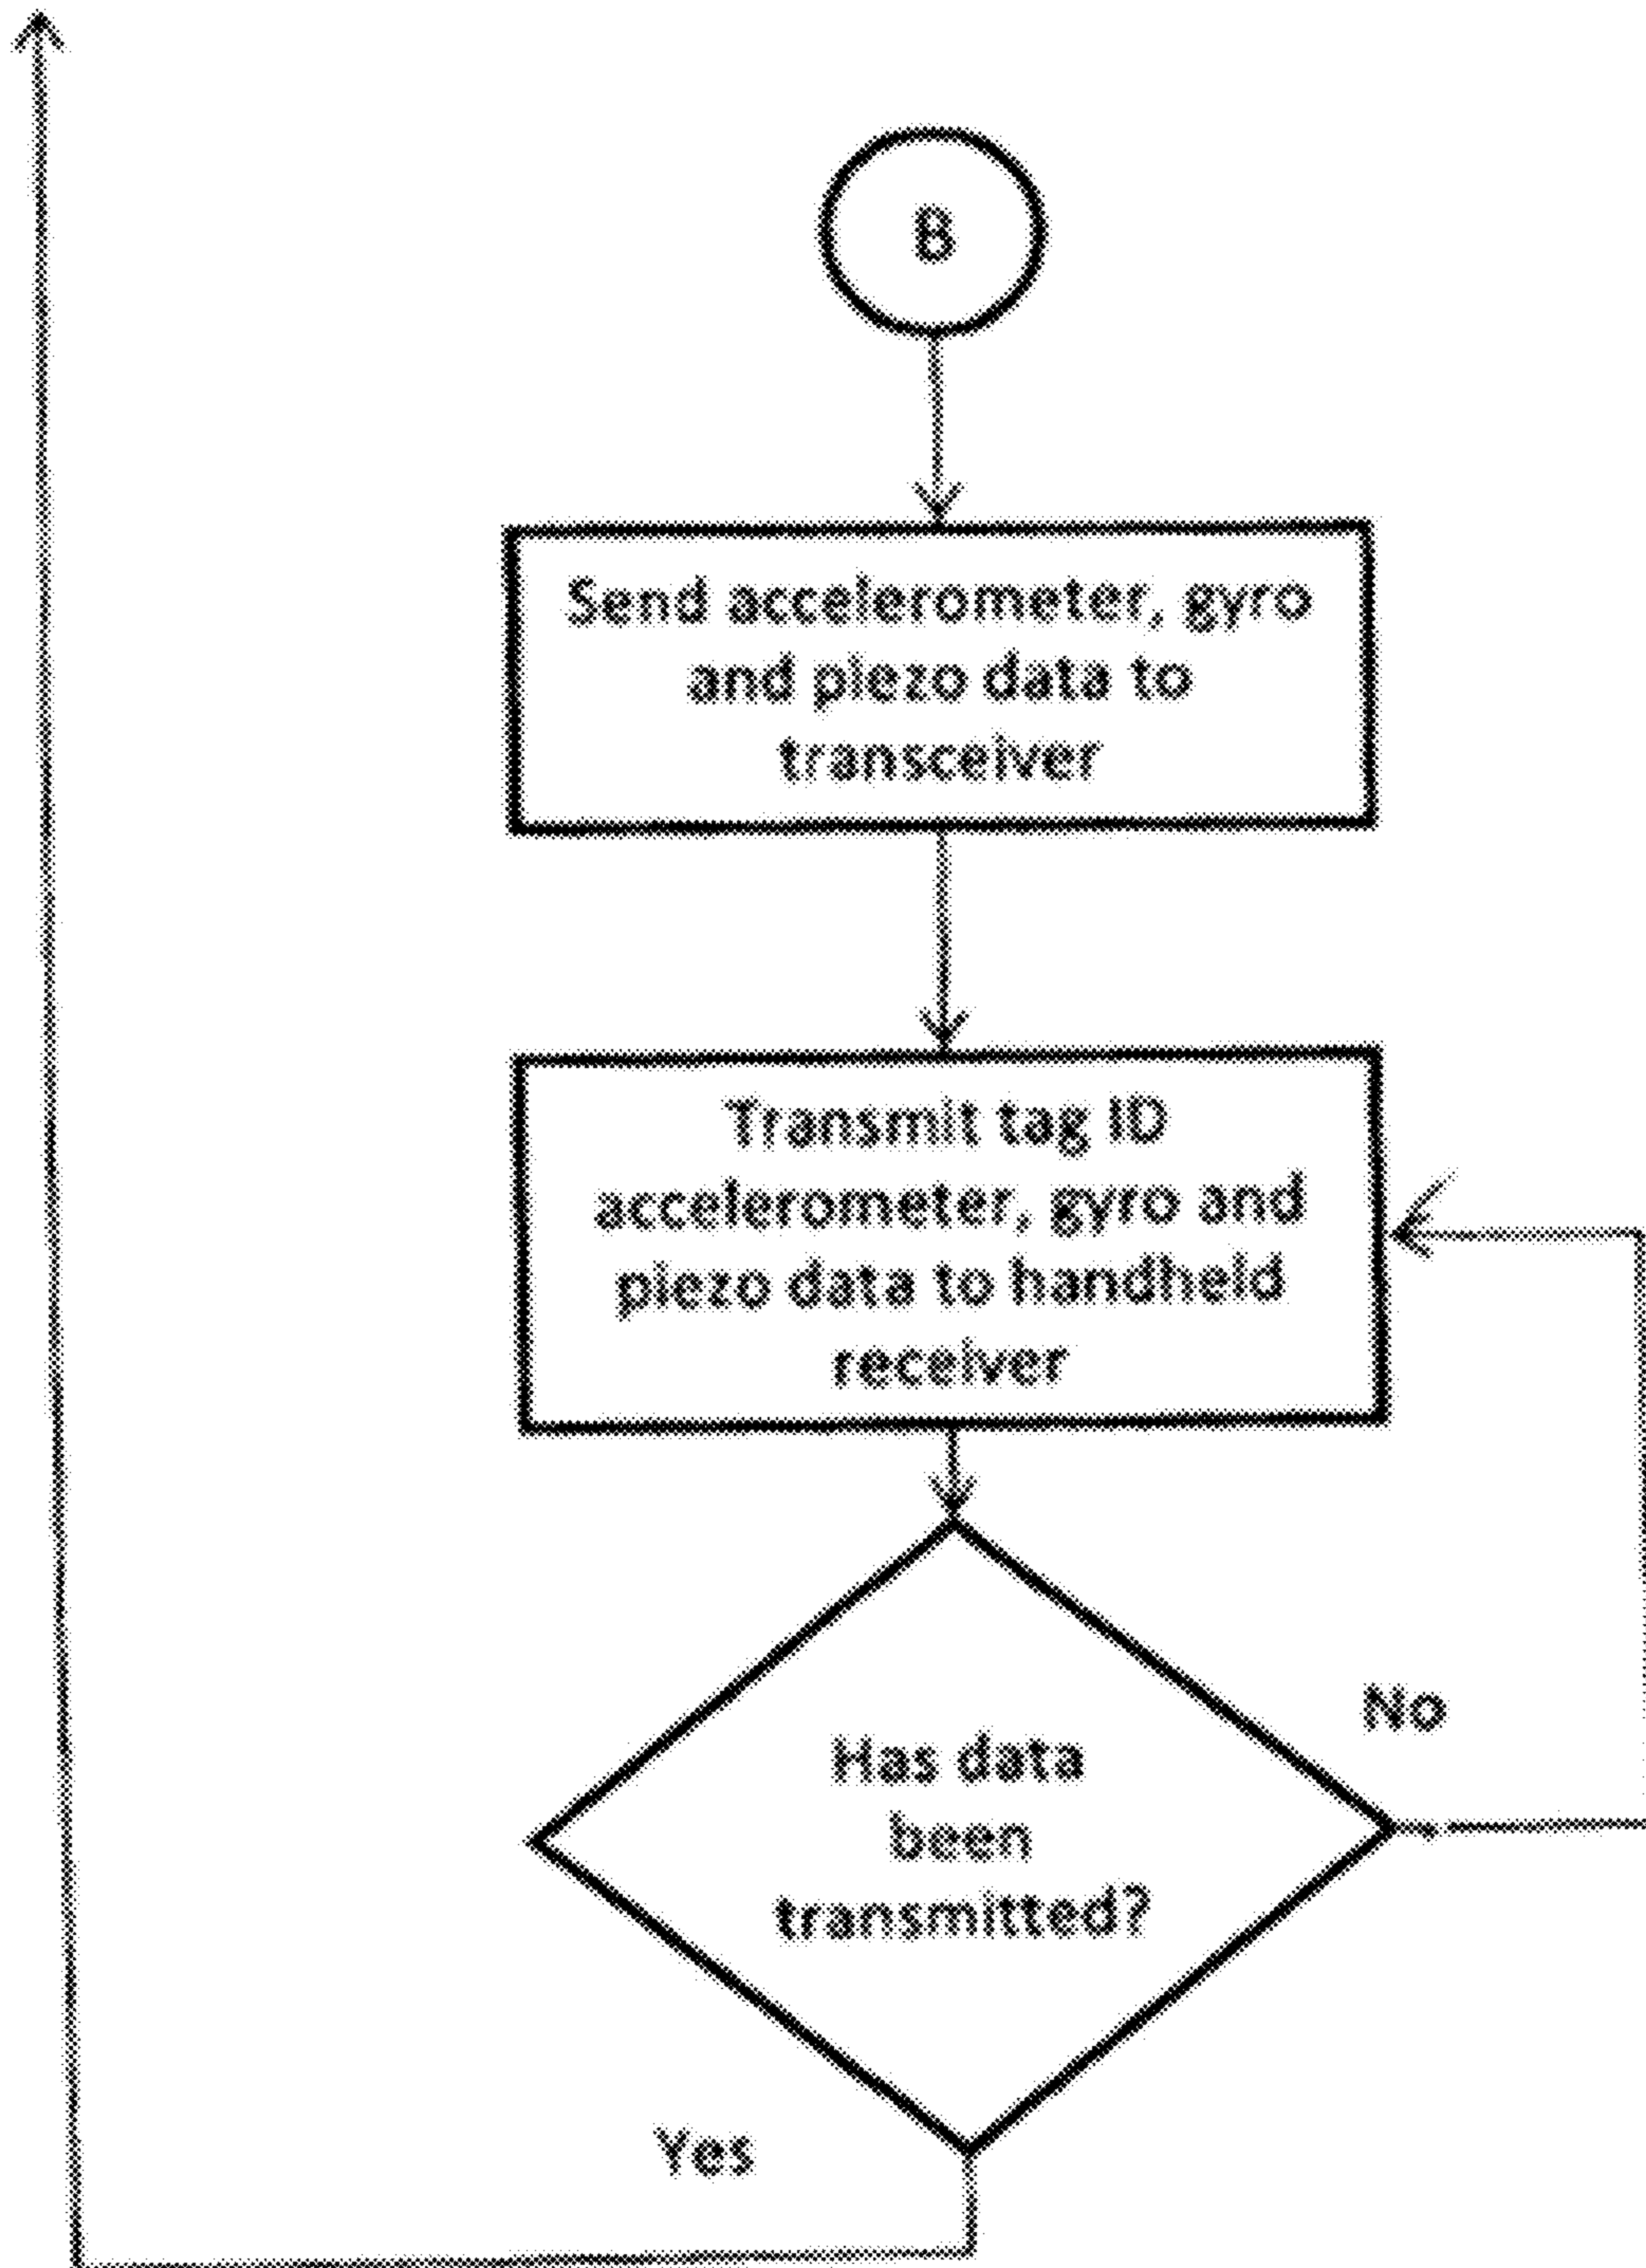 B
Send accelerometer, gyro
and piezo data to
transceiver
Transmit tag ID
accelerometer, gyro and
piezo data to handheld
receiver
No
Has data
been
transmitted?
Yes